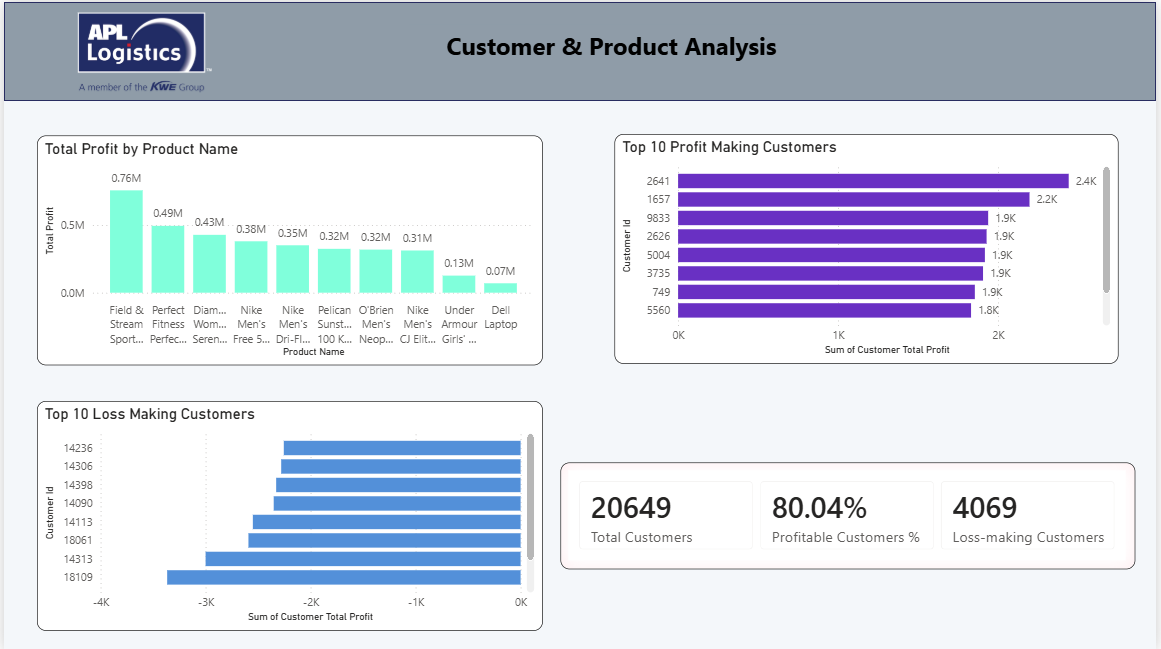 APL
Logistics
A member of the KWE Group
Customer & Product Analysis
Total Profit by Product Name
Total Profit
0.5M
0.0M
0.76M
0.49M
0.43M
0.38M
0.35M
0.32M
0.32M
0.31M
0.13M
0.07M
Field &
Stream
Sport...
Perfect
Fitness
Perfec...
Diam...
Wom...
Seren...
Nike
Men's
Free 5...
Nike
Men's
Dri-Fl...
Pelican
Sunst...
100 K...
O'Brien
Men's
Neop...
Nike
Men's
CJ Elit...
Under
Armour
Girls' ...
Dell
Laptop
Product Name
Top 10 Profit Making Customers
Customer Id
2641 2.4K
1657 2.2K
9833 1.9K
2626 1.9K
5004 1.9K
3735 1.9K
749 1.9K
5560 1.8K
0K 1K 2K
Sum of Customer Total Profit
Top 10 Loss Making Customers
Customer Id
14236
14306
14398
14090
14113
18061
14313
18109
-4K -3K -2K -1K 0K
Sum of Customer Total Profit
20649
Total Customers
80.04%
Profitable Customers %
4069
Loss-making Customers